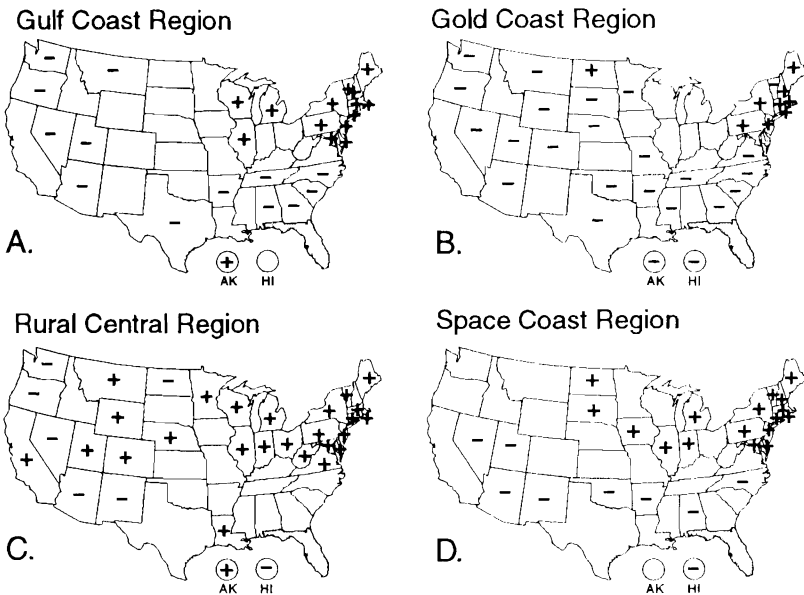 Gulf Coast Region
Gold Coast Region
A.
AK HI
B.
AK HI
Rural Central Region
Space Coast Region
C.
AK HI
D.
AK HI